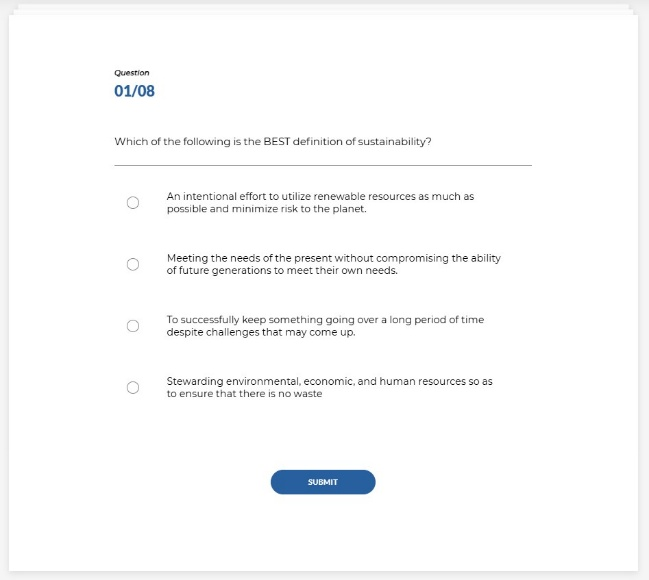 Question
01/08
Which of the following is the BEST definition of sustainability?
An intentional effort to utilize renewable resources as much as
possible and minimize risk to the planet.
Meeting the needs of the present without compromising the ability
of future generations to meet their own needs.
To successfully keep something going over a long period of time
despite challenges that may come up.
Stewarding environmental, economic, and human resources so as
to ensure that there is no waste
SUBMIT